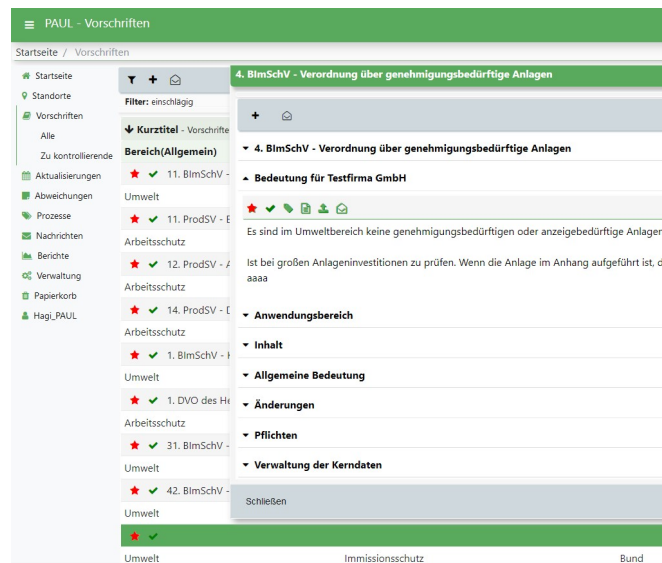 PAUL - Vorschriften
Startseite / Vorschriften
Startseite
Standorte
Vorschriften
Alle
Zu kontrollierende
Aktualisierungen
Abweichungen
Prozesse
Nachrichten
Berichte
Verwaltung
Papierkorb
Hagi_PAUL
Filter: einschlägig
Kurztitel - Vorschrifte
Bereich(Allgemein)
11. BImSchV -
Umwelt
11. ProdSV - E
Arbeitsschutz
12. ProdSV - A
Arbeitsschutz
14. ProdSV - D
Arbeitsschutz
1. BImSchV - K
Umwelt
1. DVO des He
Arbeitsschutz
31. BImSchV -
Umwelt
42. BImSchV -
Umwelt
Umwelt Immissionsschutz Bund
4. BImSchV - Verordnung über genehmigungsbedürftige Anlagen
4. BImSchV - Verordnung über genehmigungsbedürftige Anlagen
Bedeutung für Testfirma GmbH
Es sind im Umweltbereich keine genehmigungsbedürftigen oder anzeigebedürftige Anlagen
Ist bei großen Anlageninvestitionen zu prüfen. Wenn die Anlage im Anhang aufgeführt ist, d
aaaa
Anwendungsbereich
Inhalt
Allgemeine Bedeutung
Änderungen
Pflichten
Verwaltung der Kerndaten
Schließen